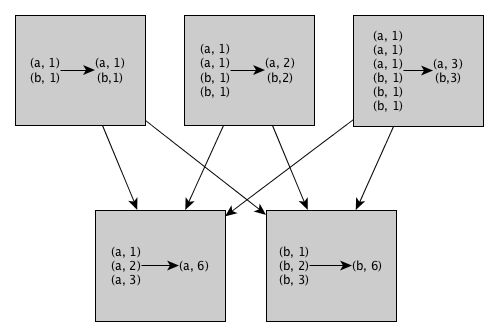 (a, 1)
(b, 1)
(a, 1)
(b,1)
(a, 1)
(a, 1)
(b, 1)
(b, 1)
(a, 2)
(b,2)
(a, 1)
(a, 1)
(a, 1)
(b, 1)
(b, 1)
(b, 1)
(a, 3)
(b,3)
(a, 1)
(a, 2)
(a, 3)
(a, 6)
(b, 1)
(b, 2)
(b, 3)
(b, 6)